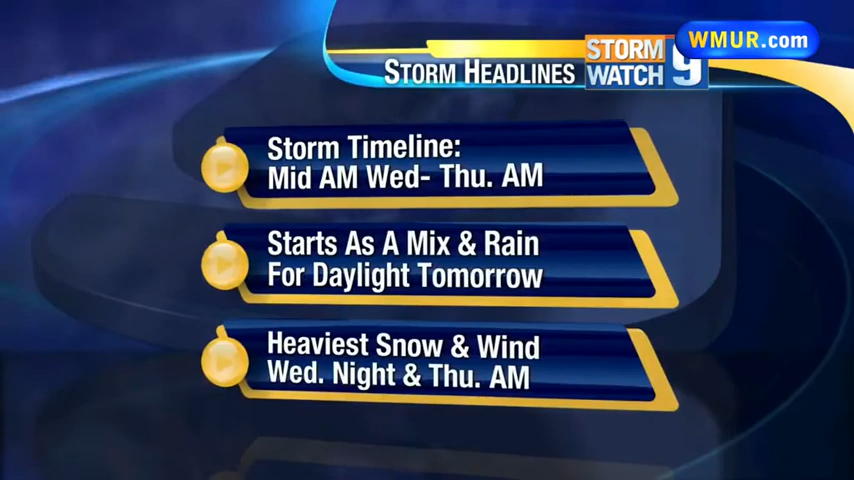 WMUR.com
STORM HEADLINES
STORM
WATCH 9
Storm Timeline:
Mid AM Wed- Thu. AM
Starts As A Mix & Rain
For Daylight Tomorrow
Heaviest Snow & Wind
Wed. Night & Thu. AM